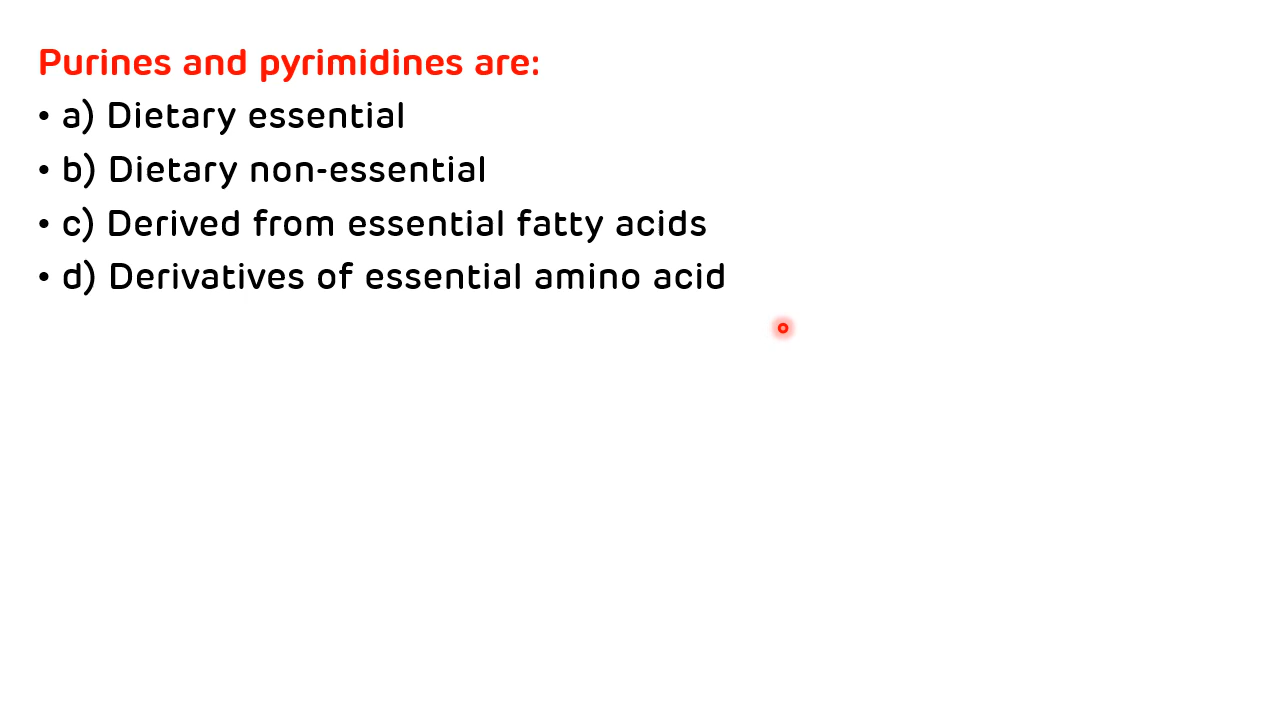 Purines and pyrimidines are:
• a) Dietary essential
• b) Dietary non-essential
• c) Derived from essential fatty acids
• d) Derivatives of essential amino acid